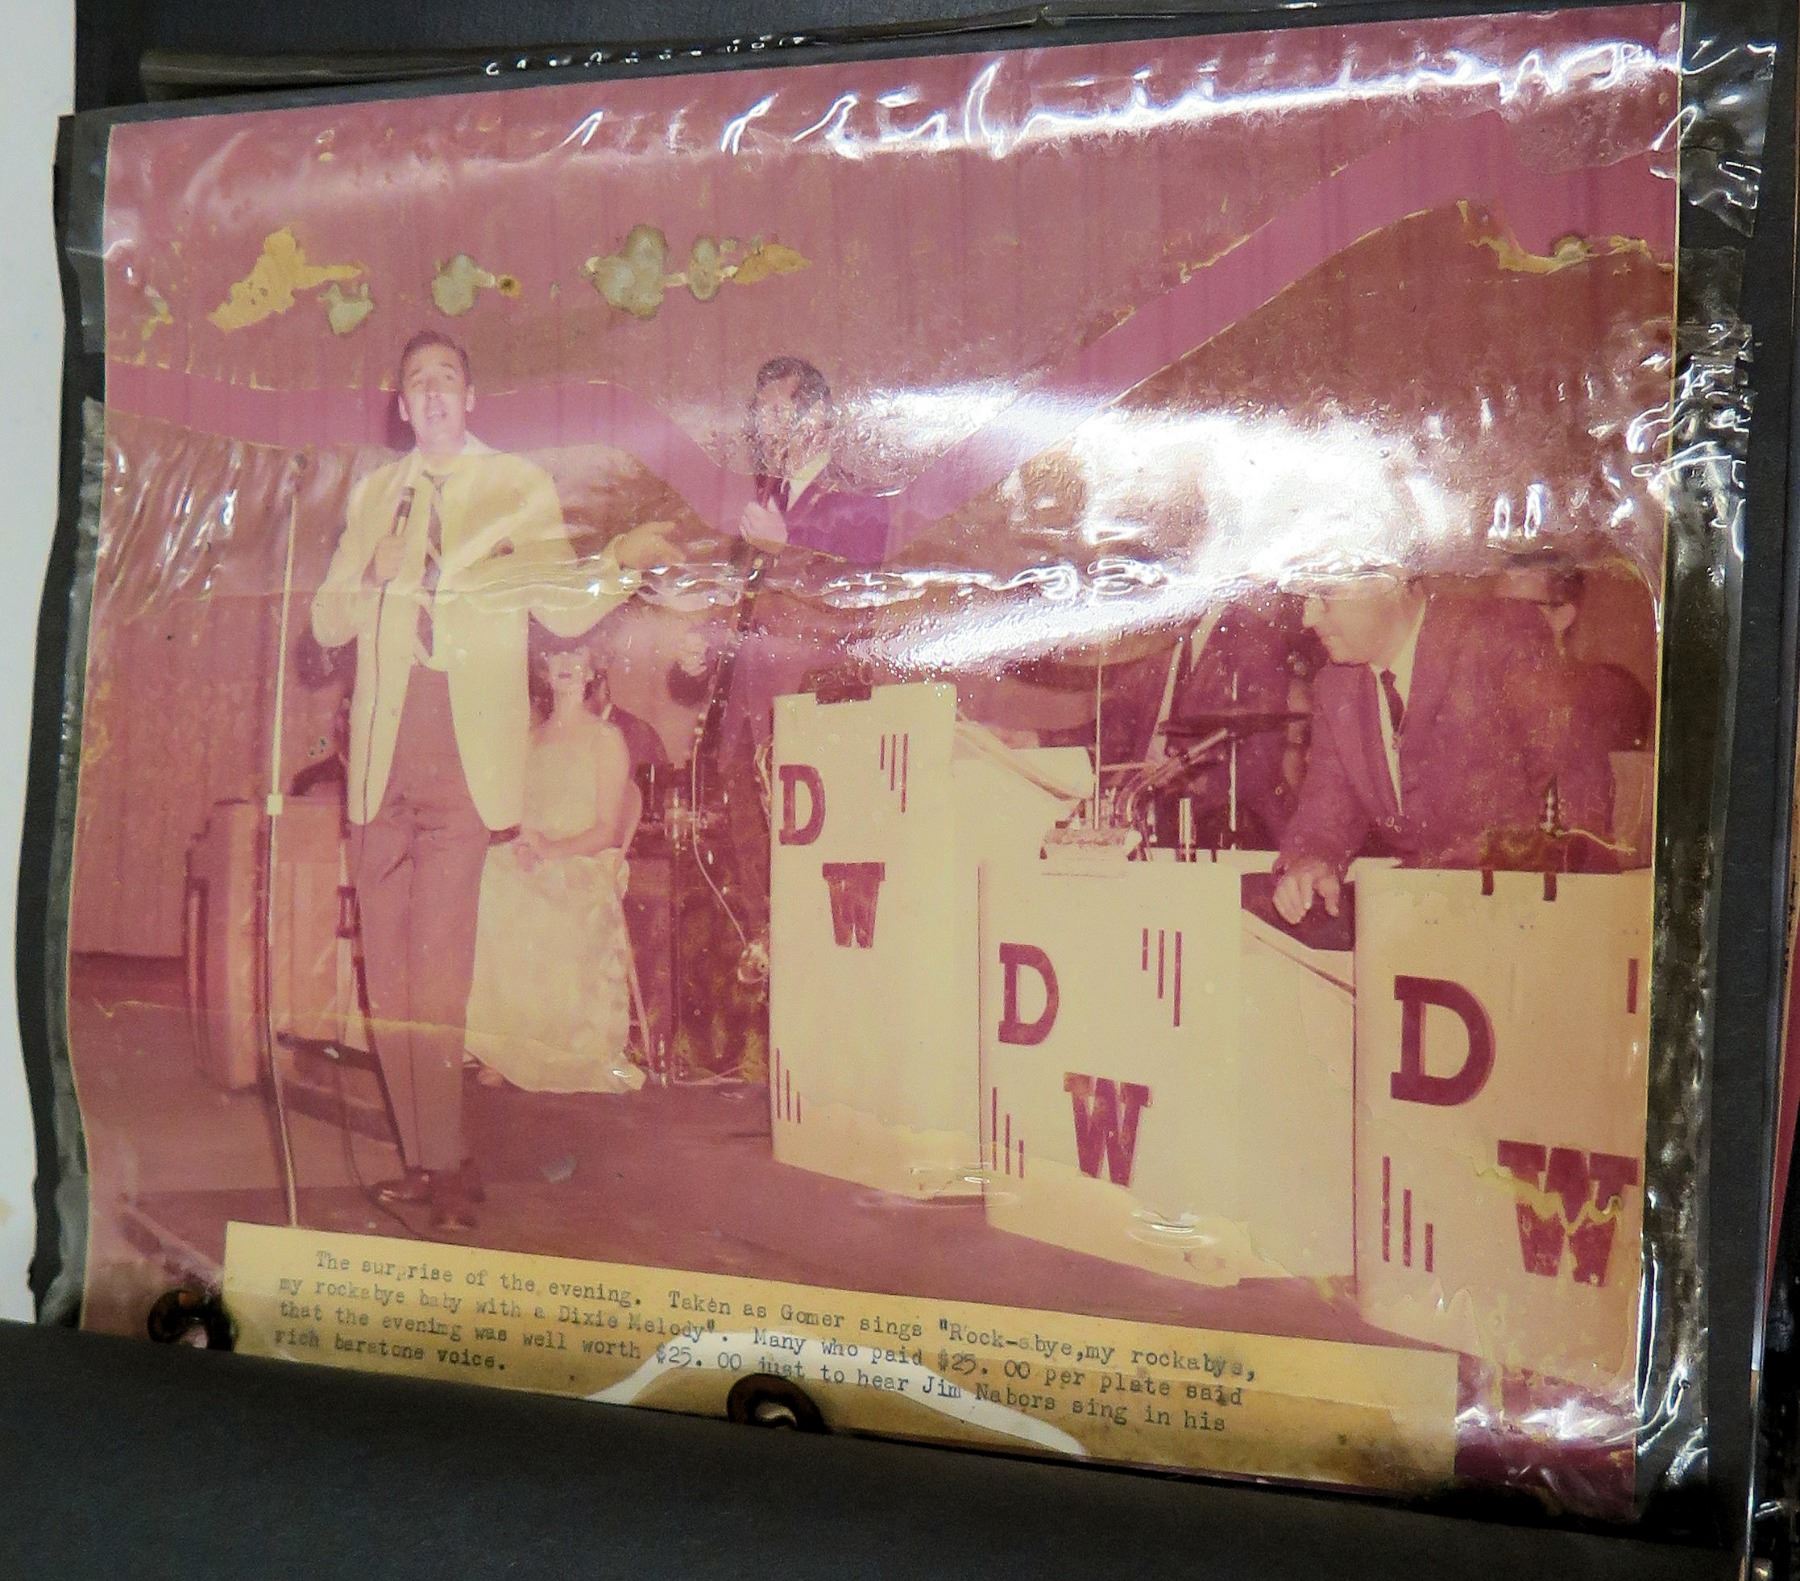 D
W
D
W
D
W
The surprise of the evening. Taken as Gomer sings "Rock-abye,my rockabye,
my rockabye baby with a Dixie Melody". Many who paid $25. 00 per plate said
that the evening was well worth $25. 00 just to hear Jim Nabors sing in his
rich baratone voice.